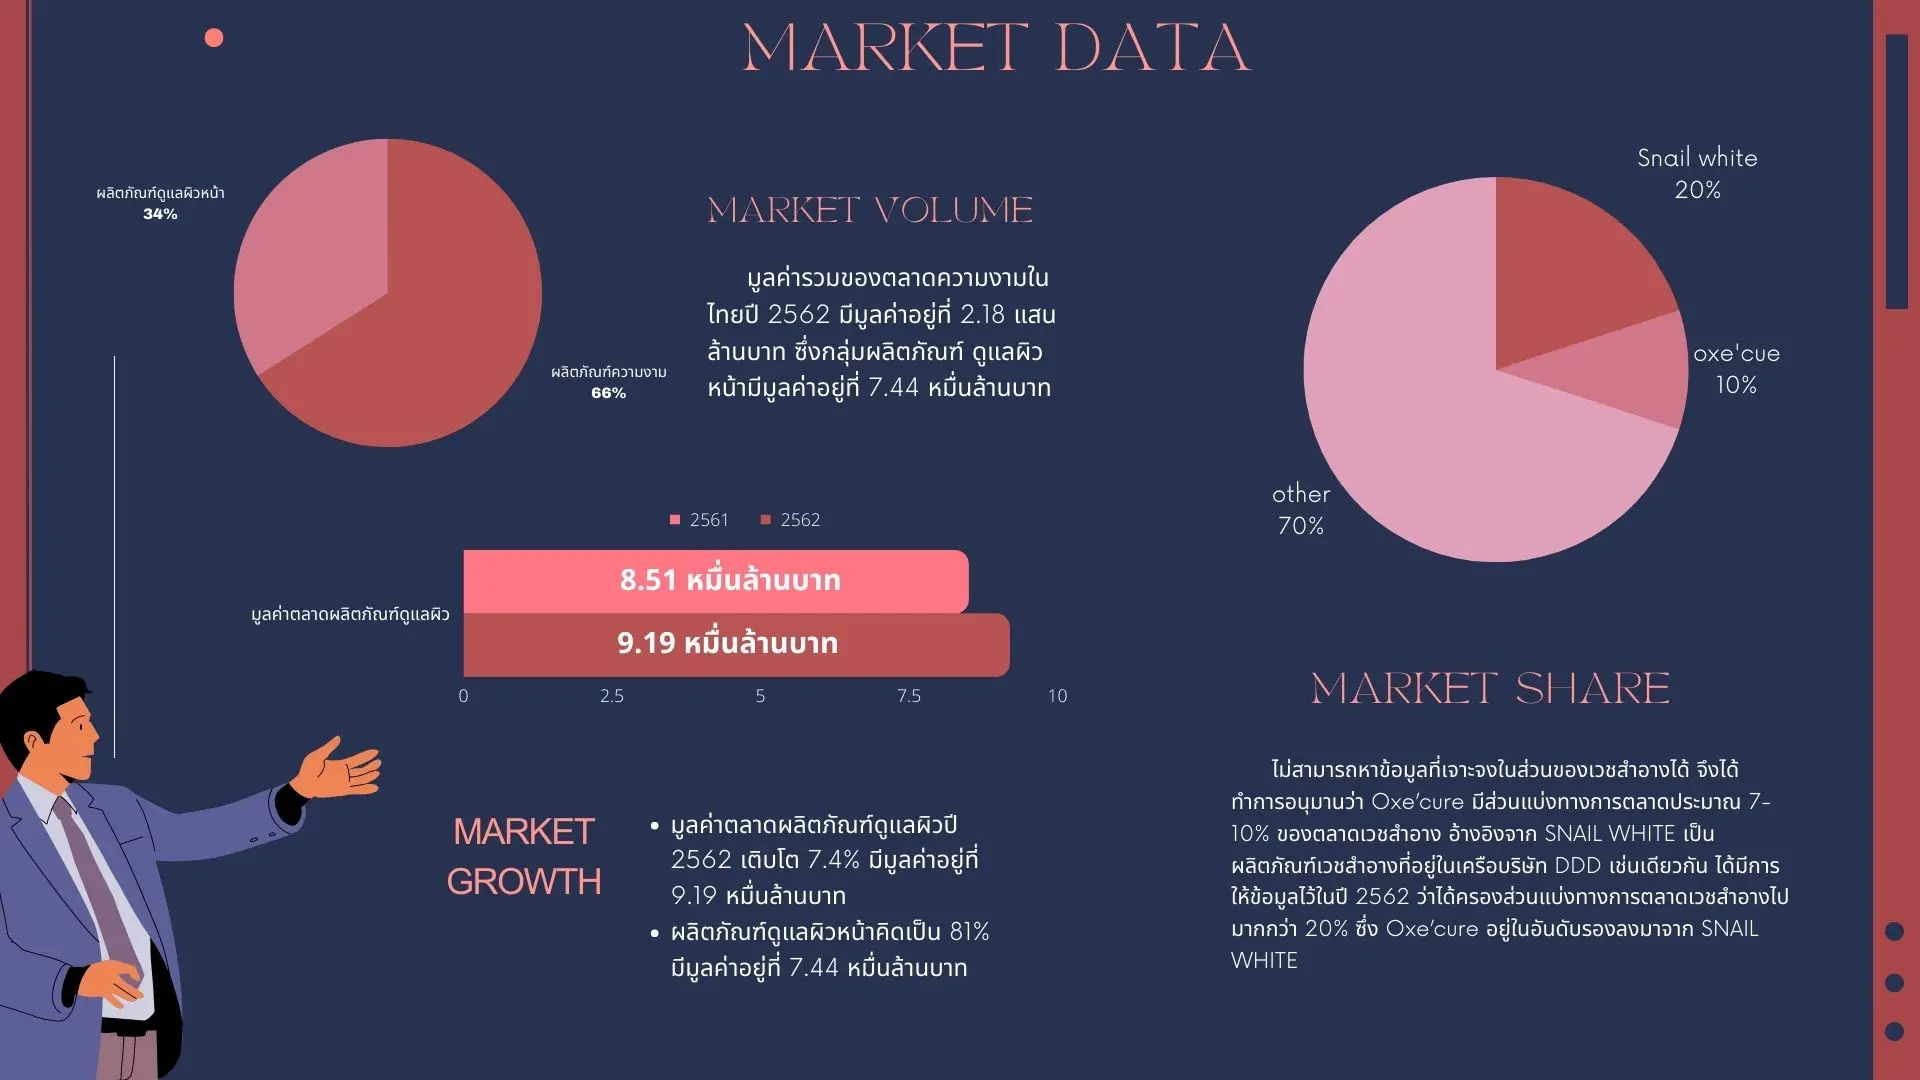 MARKET DATA
ผลิตภัณฑ์ดูแลผิวหน้า
34%
ผลิตภัณฑ์ความงาม
66%
MARKET VOLUME
มูลค่ารวมของตลาดความงามใน
ไทยปี 2562 มีมูลค่าอยู่ที่ 2.18 แสน
ล้านบาท ซึ่งกลุ่มผลิตภัณฑ์ ดูแลผิว
หน้ามีมูลค่าอยู่ที่ 7.44 หมื่นล้านบาท
Snail white
20%
oxe'cue
10%
other
70%
2561 2562
8.51 หมื่นล้านบาท
มูลค่าตลาดผลิตภัณฑ์ดูแลผิว
9.19 หมื่นล้านบาท
0 2.5 5 7.5 10
MARKET
GROWTH
• มูลค่าตลาดผลิตภัณฑ์ดูแลผิวปี
2562 เติบโต 7.4% มีมูลค่าอยู่ที่
9.19 หมื่นล้านบาท
• ผลิตภัณฑ์ดูแลผิวหน้าคิดเป็น 81%
มีมูลค่าอยู่ที่ 7.44 หมื่นล้านบาท
MARKET SHARE
ไม่สามารถหาข้อมูลที่เจาะจงในส่วนของเวชสำอางได้ จึงได้
ทำการอนุมานว่า Oxe’cure มีส่วนแบ่งทางการตลาดประมาณ 7-
10% ของตลาดเวชสำอาง อ้างอิงจาก SNAIL WHITE เป็น
ผลิตภัณฑ์เวชสำอางที่อยู่ในเครือบริษัท DDD เช่นเดียวกัน ได้มีการ
ให้ข้อมูลไว้ในปี 2562 ว่าได้ครองส่วนแบ่งทางการตลาดเวชสำอางไป
มากกว่า 20% ซึ่ง Oxe’cure อยู่ในอันดับรองลงมาจาก SNAIL
WHITE